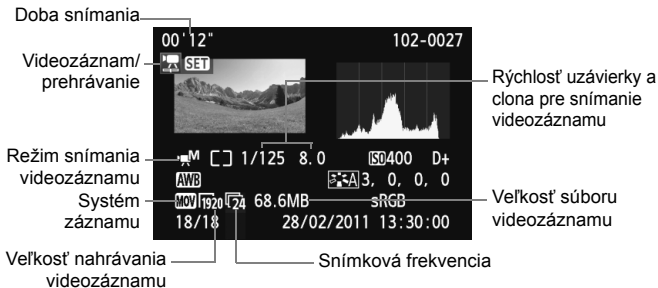 Doba snímania
00'12" 102-0027
Videozáznam/
prehrávanie
SET
Rýchlosť uzávierky a
clona pre snímanie
videozáznamu
Režim snímania
videozáznamu
M 1/125 8.0 ISO400 D+
AWB A 3, 0, 0, 0
Systém
záznamu
MOV 1920 24 68.6MB sRGB
Veľkosť súboru
videozáznamu
18/18 28/02/2011 13:30:00
Veľkosť nahrávania
videozáznamu
Snímková frekvencia